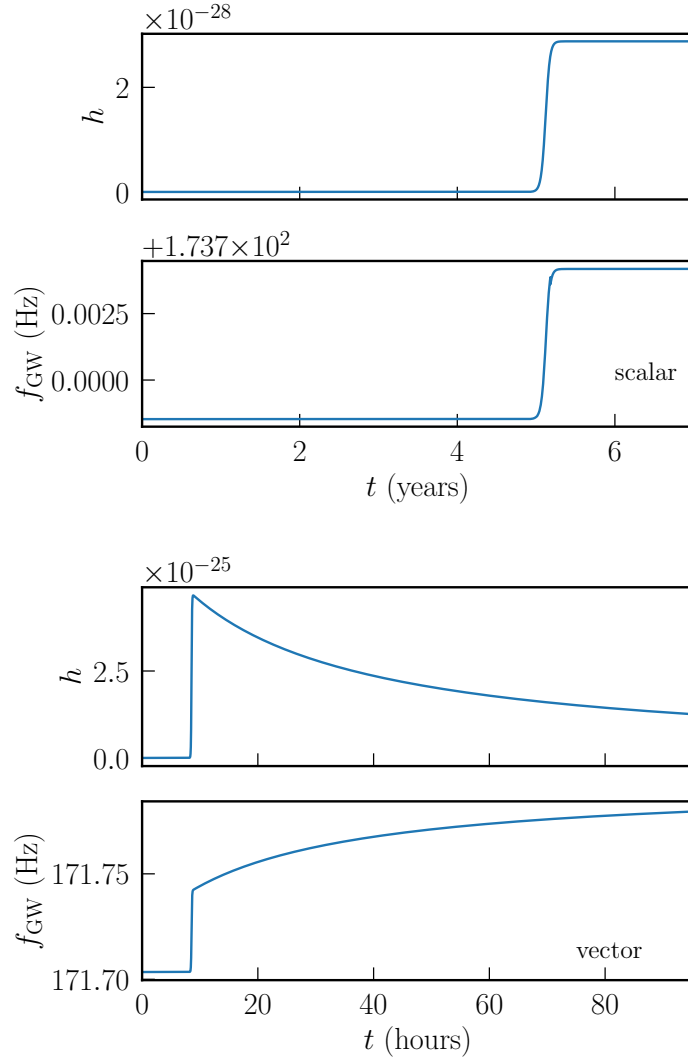 ×10⁻²⁸
2
h
0
+1.737×10²
0.0025
f_GW (Hz)
0.0000
scalar
0 2 4 6
t (years)
×10⁻²⁵
h
2.5
0.0
f_GW (Hz)
171.75
vector
171.70
0 20 40 60 80
t (hours)